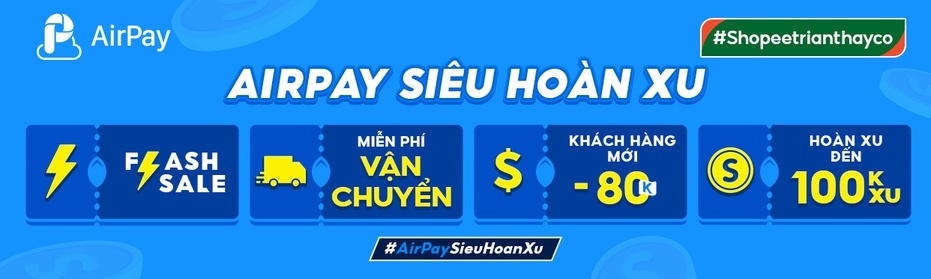 AirPay
#Shopeetrianthayco
AIRPAY SIÊU HOÀN XU
FLASH
SALE
MIỄN PHÍ
VẬN
CHUYỂN
KHÁCH HÀNG
MỚI
- 80K
HOÀN XU
ĐẾN
100K
XU
#AirPaySieuHoanXu